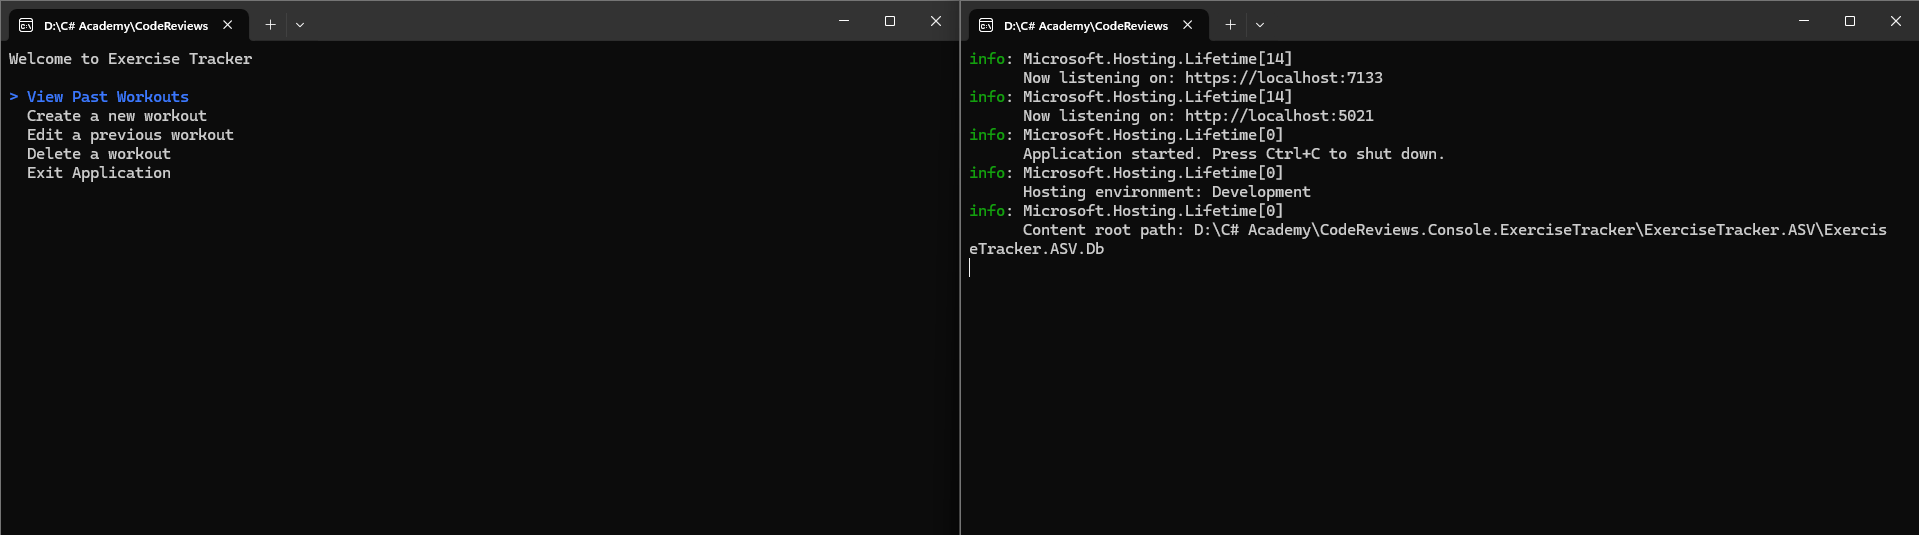 D:\C# Academy\CodeReviews
Welcome to Exercise Tracker
> View Past Workouts
Create a new workout
Edit a previous workout
Delete a workout
Exit Application
D:\C# Academy\CodeReviews
info: Microsoft.Hosting.Lifetime[14]
Now listening on: https://localhost:7133
info: Microsoft.Hosting.Lifetime[14]
Now listening on: http://localhost:5021
info: Microsoft.Hosting.Lifetime[0]
Application started. Press Ctrl+C to shut down.
info: Microsoft.Hosting.Lifetime[0]
Hosting environment: Development
info: Microsoft.Hosting.Lifetime[0]
Content root path: D:\C# Academy\CodeReviews.Console.ExerciseTracker\ExerciseTracker.ASV\Exercis
eTracker.ASV.Db